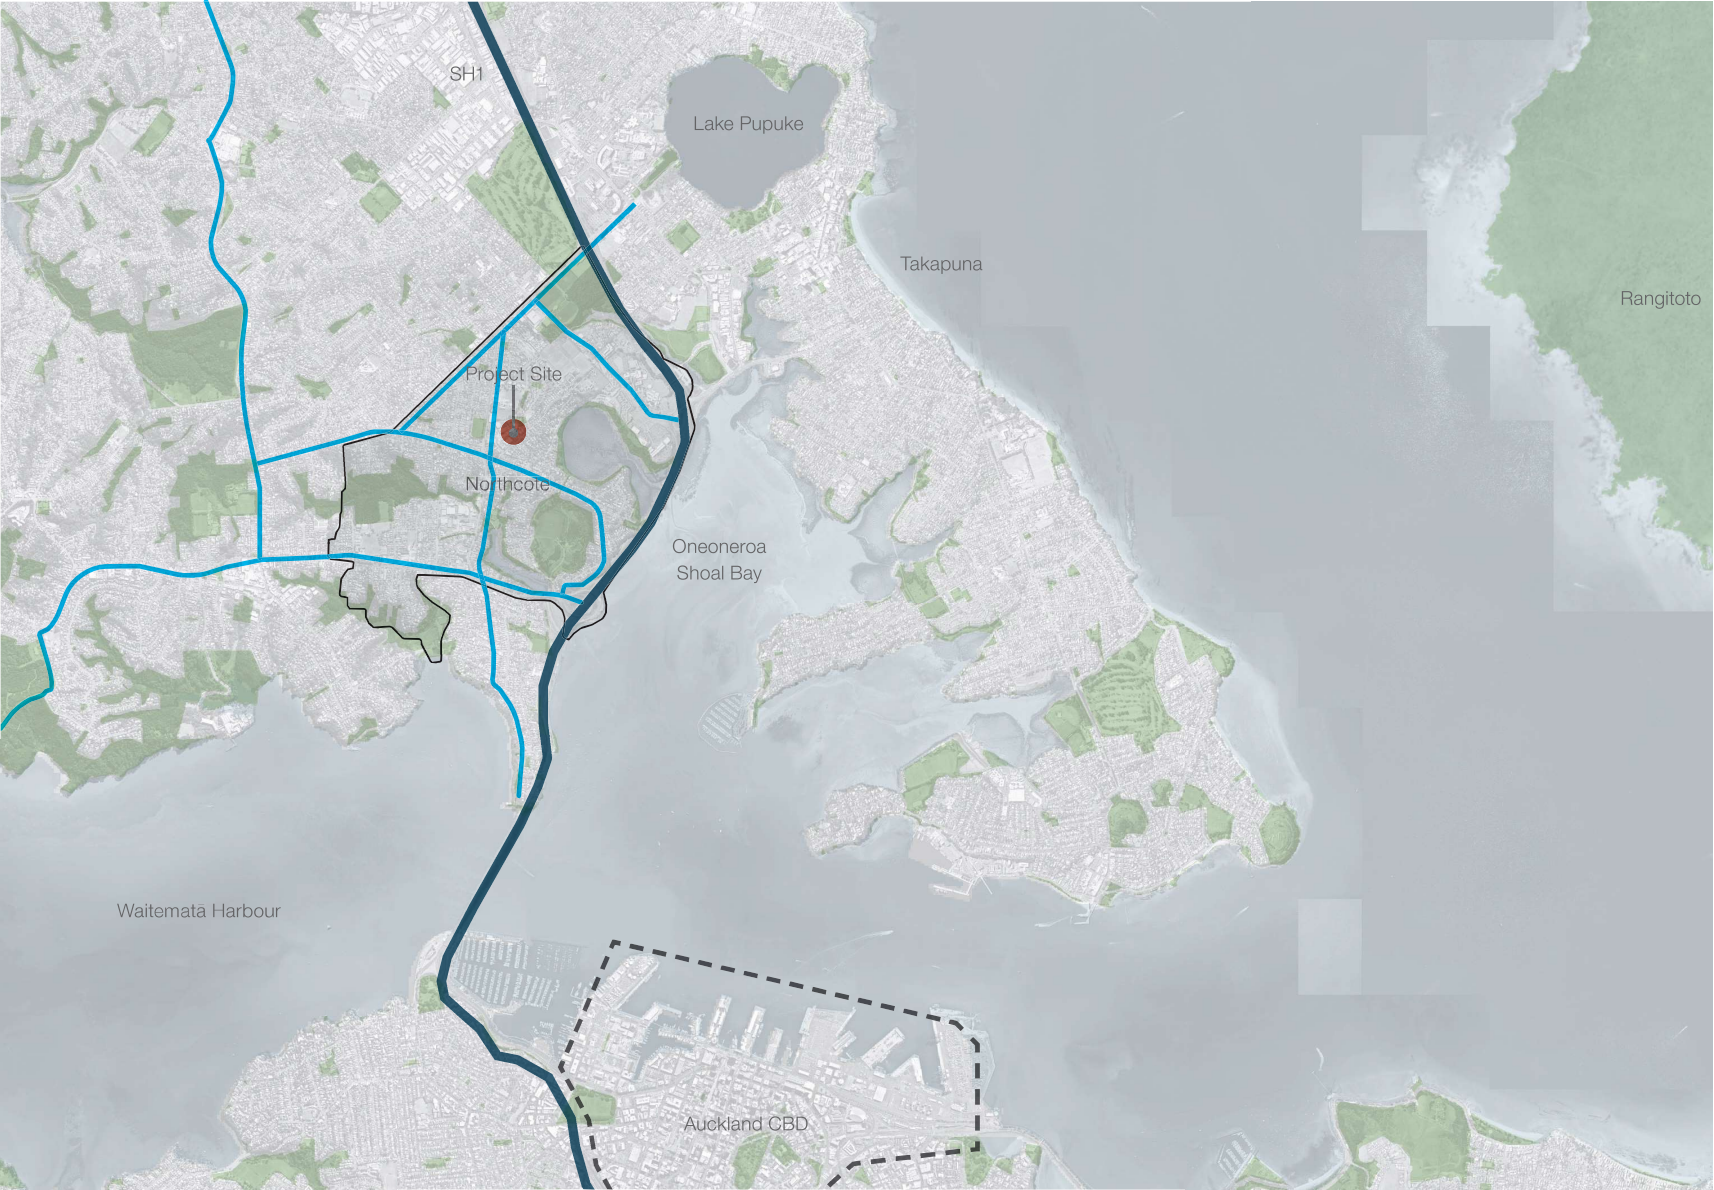 SH1
Lake Pupuke
Takapuna
Rangitoto
Project Site
Northcote
Oneoneroa
Shoal Bay
Waitematā Harbour
Auckland CBD